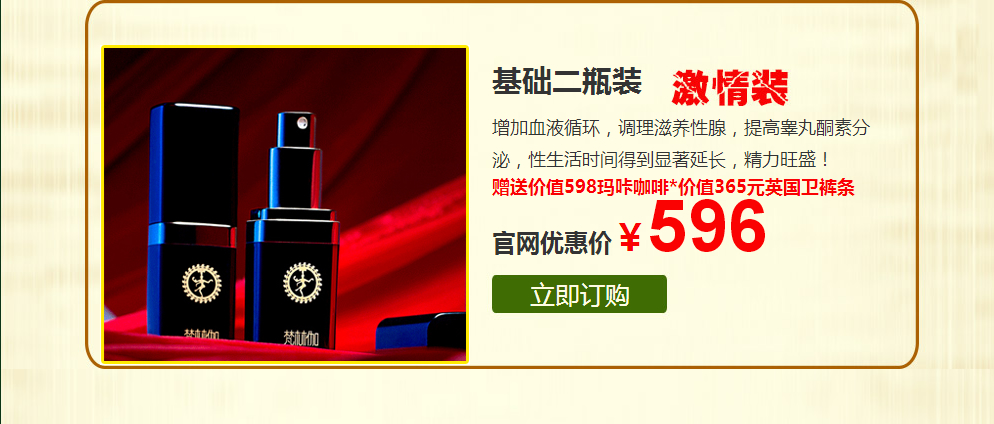 基础二瓶装 激情装
增加血液循环，调理滋养性腺，提高睾丸酮素分
泌，性生活时间得到显著延长，精力旺盛！
赠送价值598玛咔咖啡*价值365元英国卫裤条
官网优惠价 ¥596
立即订购
梵林伽 梵林伽